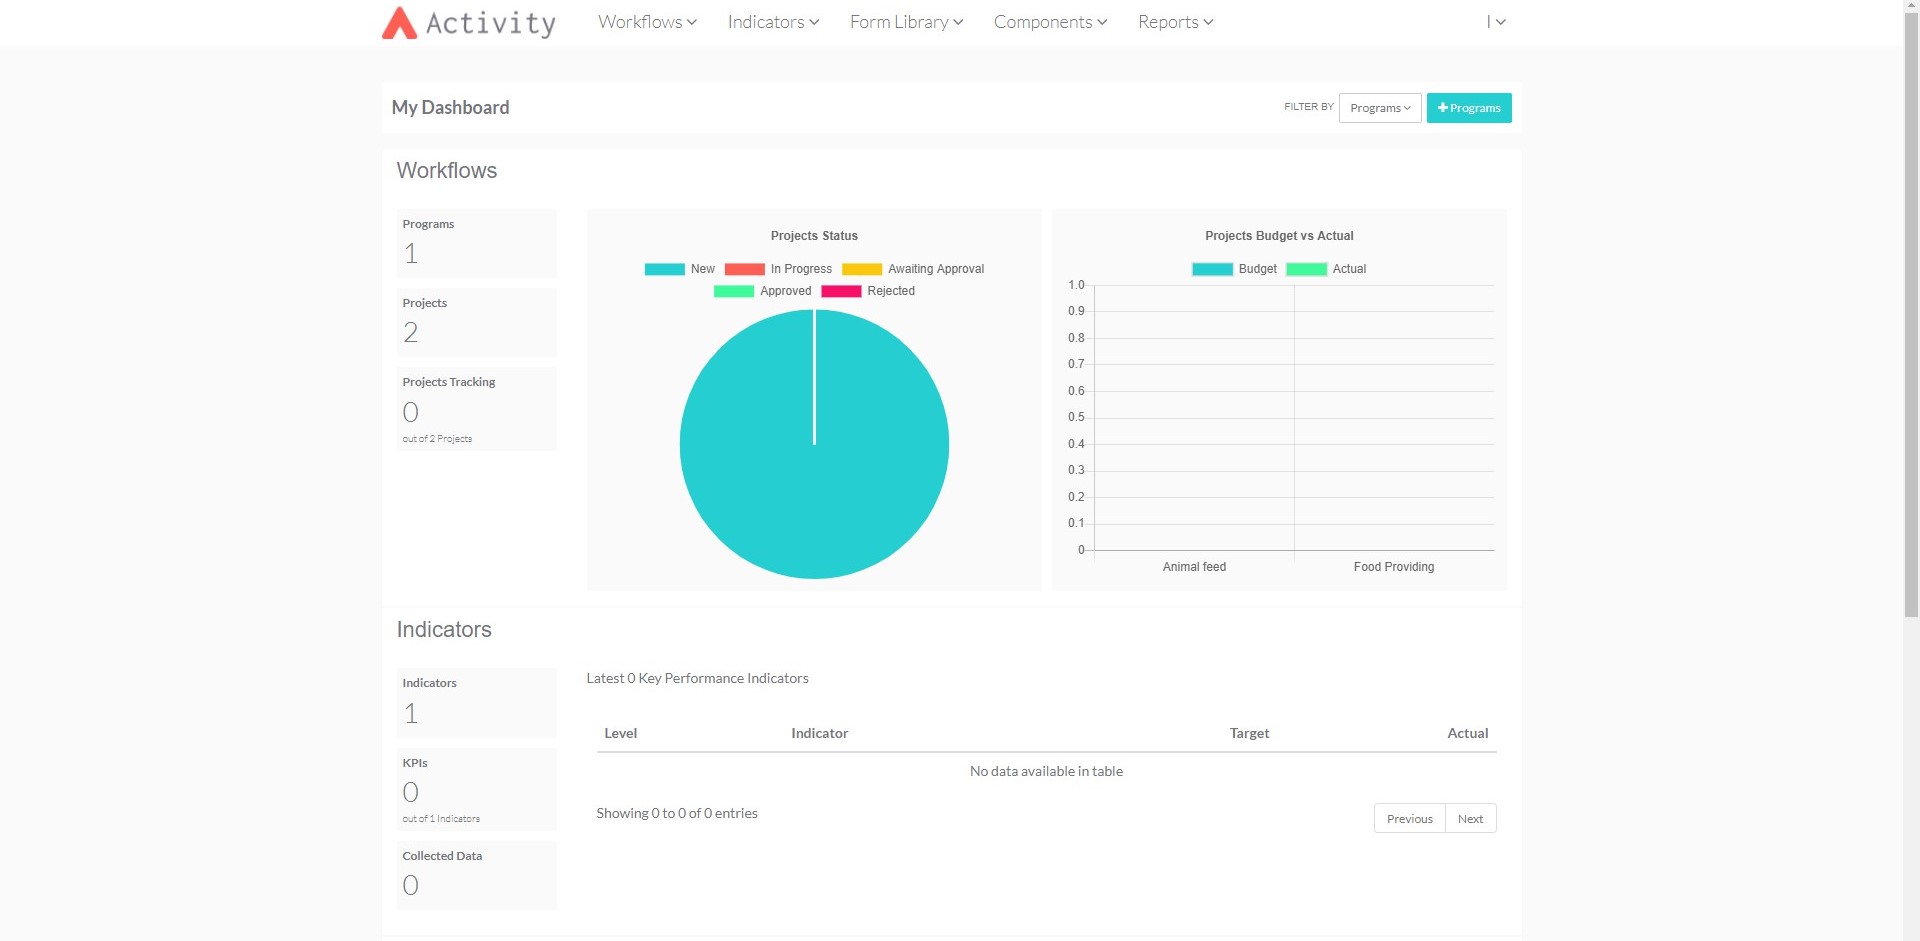 Activity
Workflows
Indicators
Form Library
Components
Reports
I
My Dashboard
FILTER BY
Programs
Programs
Workflows
Programs
1
Projects
2
Projects Tracking
0
out of 2 Projects
Projects Status
New
In Progress
Awaiting Approval
Approved
Rejected
Projects Budget vs Actual
Budget
Actual
1.0
0.9
0.8
0.7
0.6
0.5
0.4
0.3
0.2
0.1
0
Animal feed
Food Providing
Indicators
Indicators
1
KPIs
0
out of 1 Indicators
Collected Data
0
Latest 0 Key Performance Indicators
Level Indicator Target Actual
No data available in table
Showing 0 to 0 of 0 entries
Previous
Next